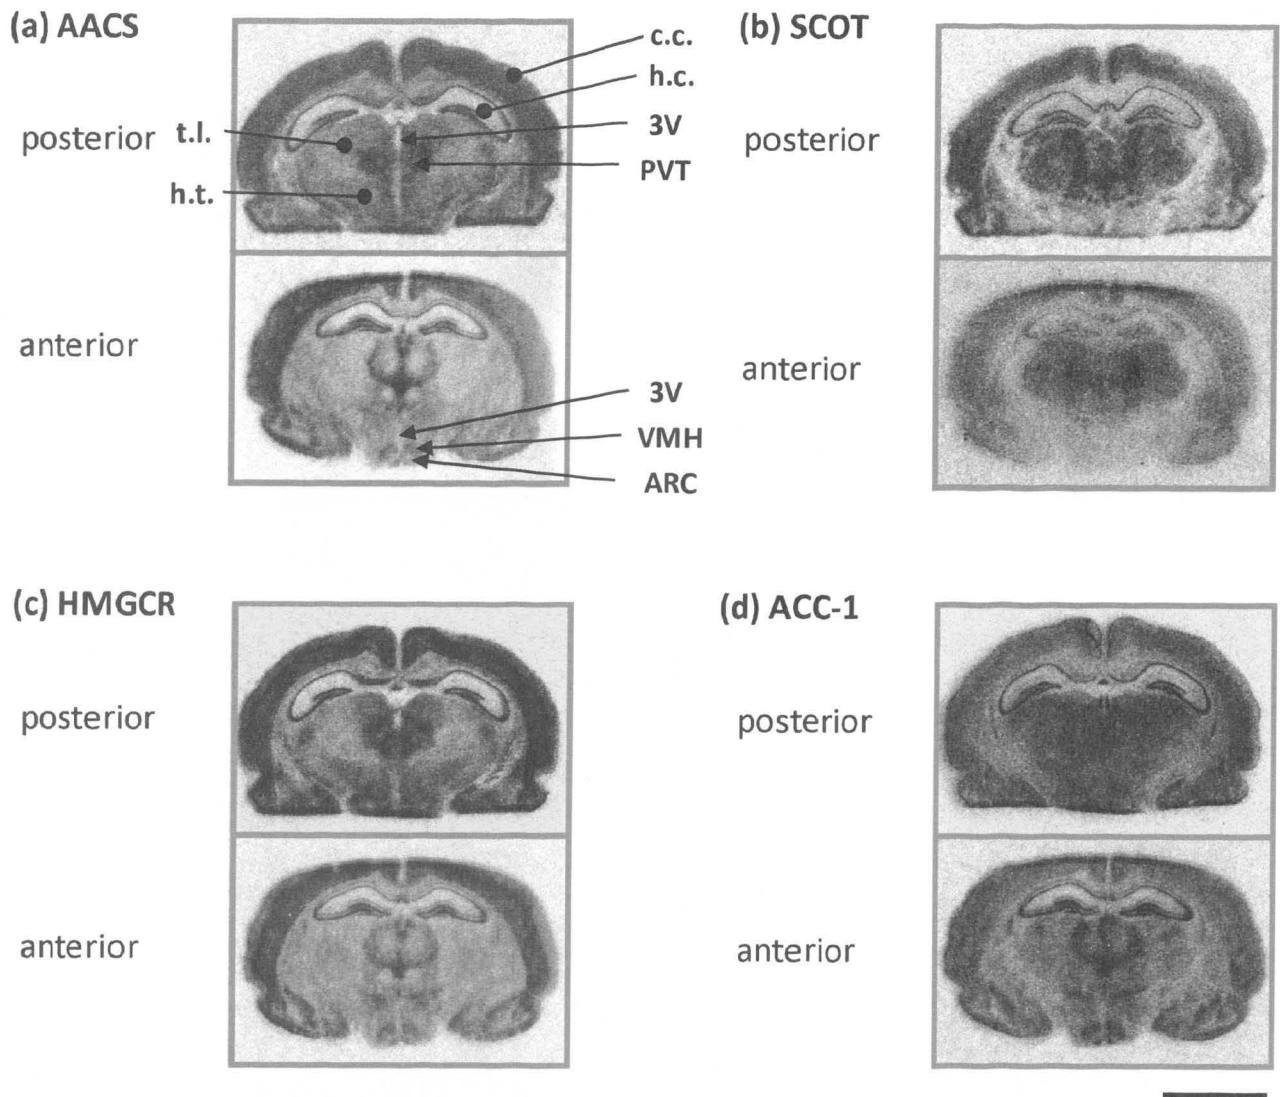 (a) AACS
c.c.
h.c.
posterior
t.l.
3V
PVT
h.t.
anterior
3V
VMH
ARC
(b) SCOT
posterior
anterior
(c) HMGCR
posterior
anterior
(d) ACC-1
posterior
anterior